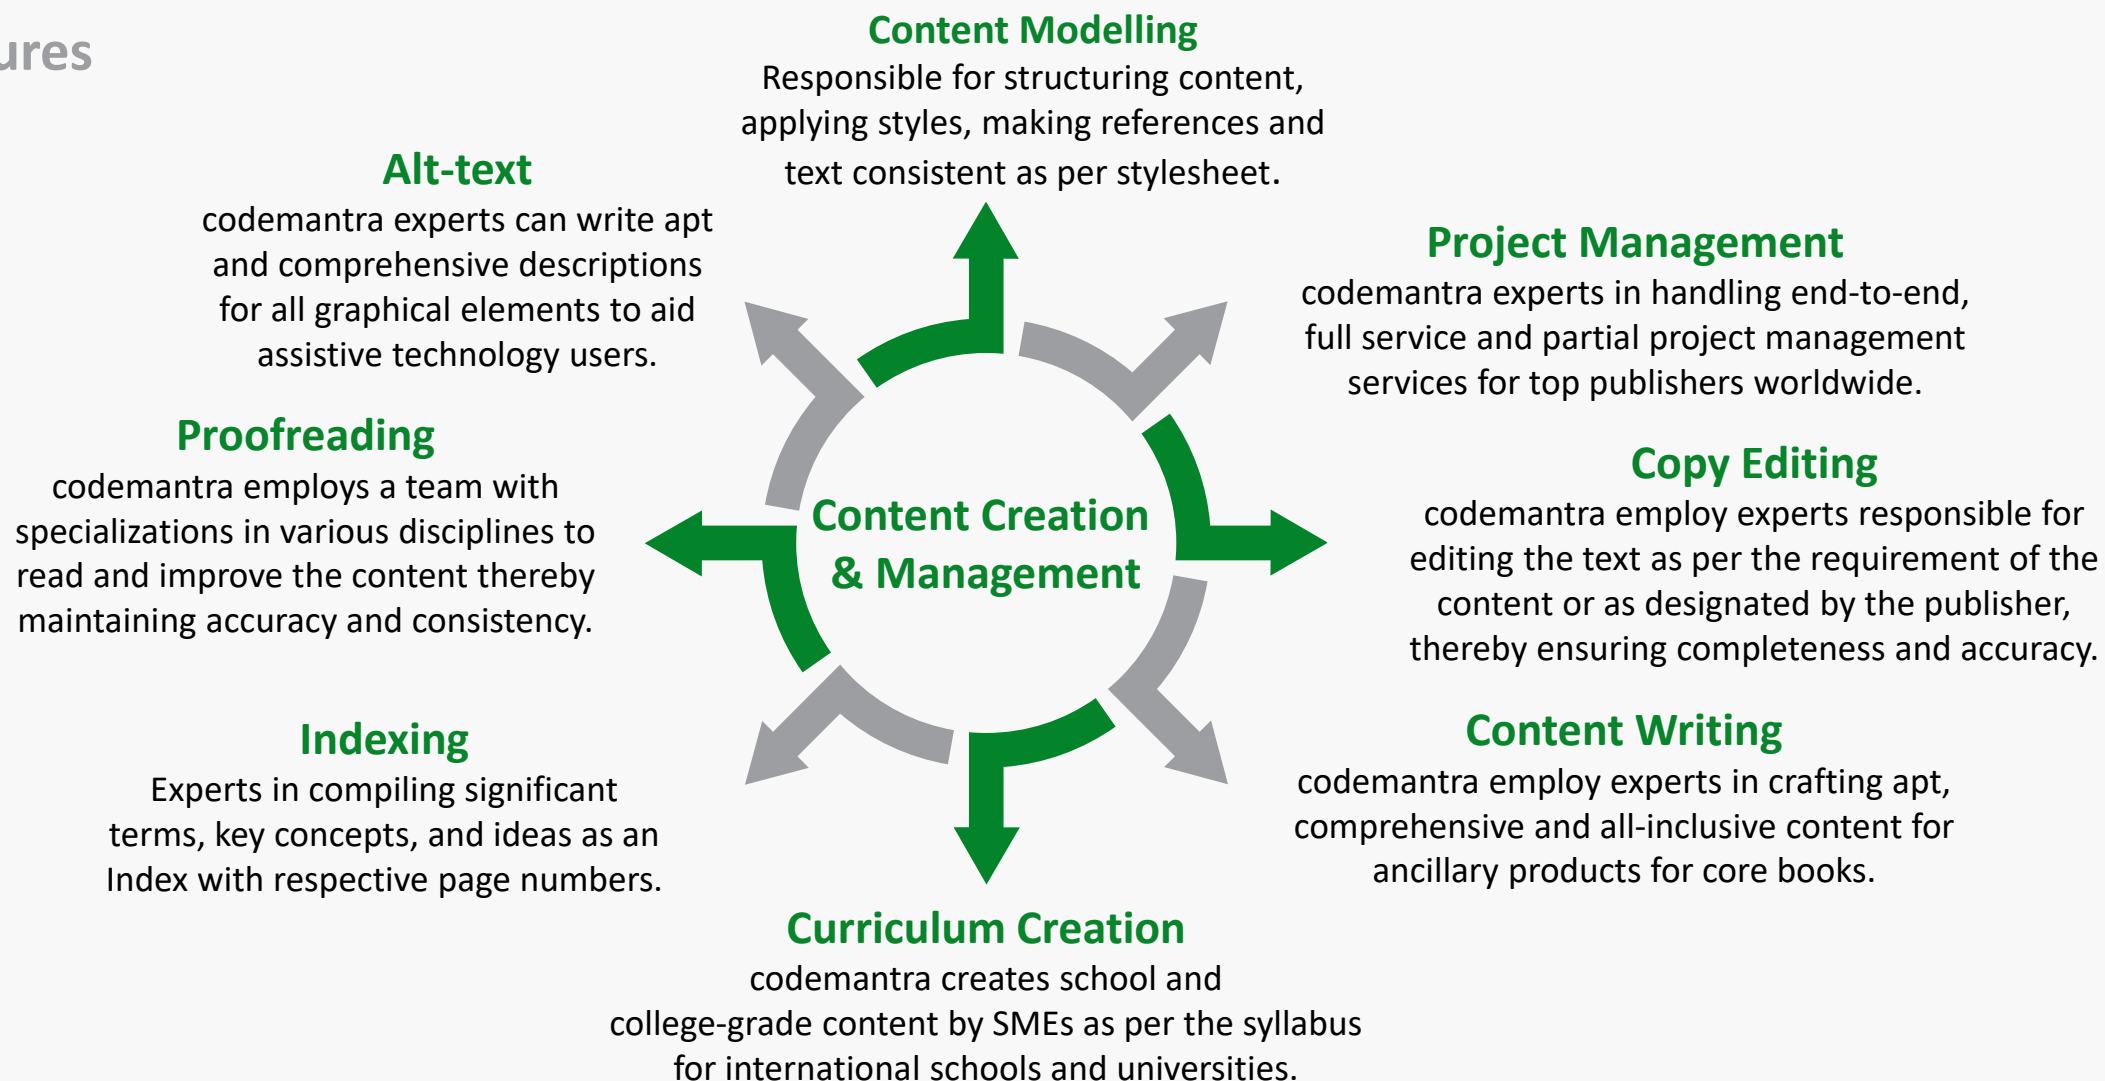 ures
Content Modelling
Responsible for structuring content,
applying styles, making references and
text consistent as per stylesheet.
Alt-text
codemantra experts can write apt
and comprehensive descriptions
for all graphical elements to aid
assistive technology users.
Project Management
codemantra experts in handling end-to-end,
full service and partial project management
services for top publishers worldwide.
Proofreading
codemantra employs a team with
specializations in various disciplines to
read and improve the content thereby
maintaining accuracy and consistency.
Content Creation
& Management
Copy Editing
codemantra employ experts responsible for
editing the text as per the requirement of the
content or as designated by the publisher,
thereby ensuring completeness and accuracy.
Indexing
Experts in compiling significant
terms, key concepts, and ideas as an
Index with respective page numbers.
Content Writing
codemantra employ experts in crafting apt,
comprehensive and all-inclusive content for
ancillary products for core books.
Curriculum Creation
codemantra creates school and
college-grade content by SMEs as per the syllabus
for international schools and universities.